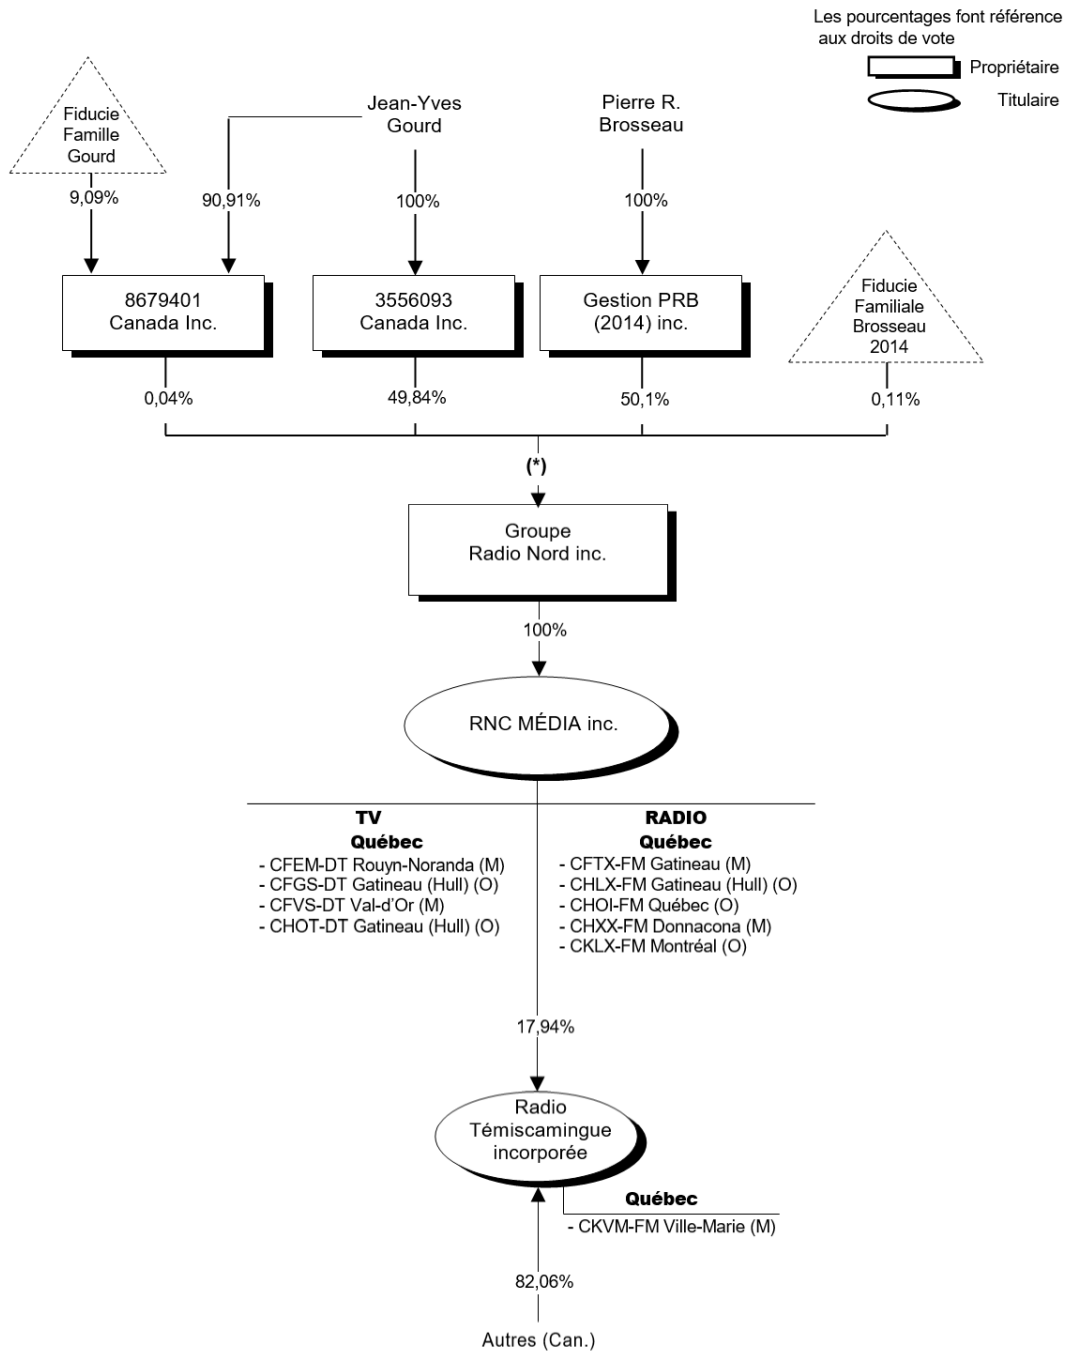 Les pourcentages font référence
aux droits de vote
Propriétaire
Titulaire
Fiducie
Famille
Gourd
Jean-Yves
Gourd
Pierre R.
Brosseau
9,09%
90,91%
100%
100%
8679401
Canada Inc.
3556093
Canada Inc.
Gestion PRB
(2014) inc.
Fiducie
Familiale
Brosseau
2014
0,04%
49,84%
50,1%
0,11%
(*)
Groupe
Radio Nord inc.
100%
RNC MÉDIA inc.
TV
Québec
- CFEM-DT Rouyn-Noranda (M)
- CFGS-DT Gatineau (Hull) (O)
- CFVS-DT Val-d'Or (M)
- CHOT-DT Gatineau (Hull) (O)
RADIO
Québec
- CFTX-FM Gatineau (M)
- CHLX-FM Gatineau (Hull) (O)
- CHOI-FM Québec (O)
- CHXX-FM Donnacona (M)
- CKLX-FM Montréal (O)
17,94%
Radio
Témiscamingue
incorporée
Québec
- CKVM-FM Ville-Marie (M)
82,06%
Autres (Can.)